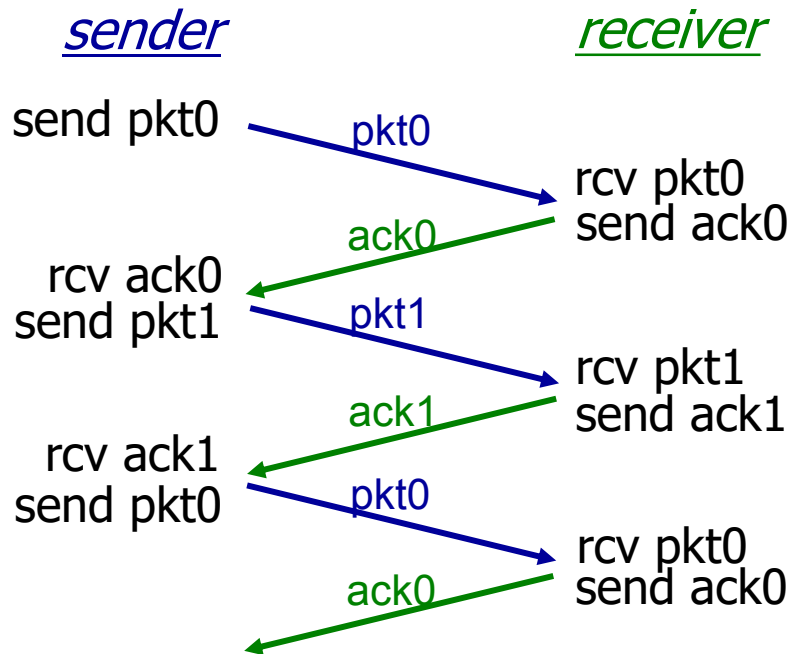 sender
receiver
send pkt0
pkt0
rcv pkt0
send ack0
ack0
rcv ack0
send pkt1
pkt1
rcv pkt1
send ack1
ack1
rcv ack1
send pkt0
pkt0
rcv pkt0
send ack0
ack0